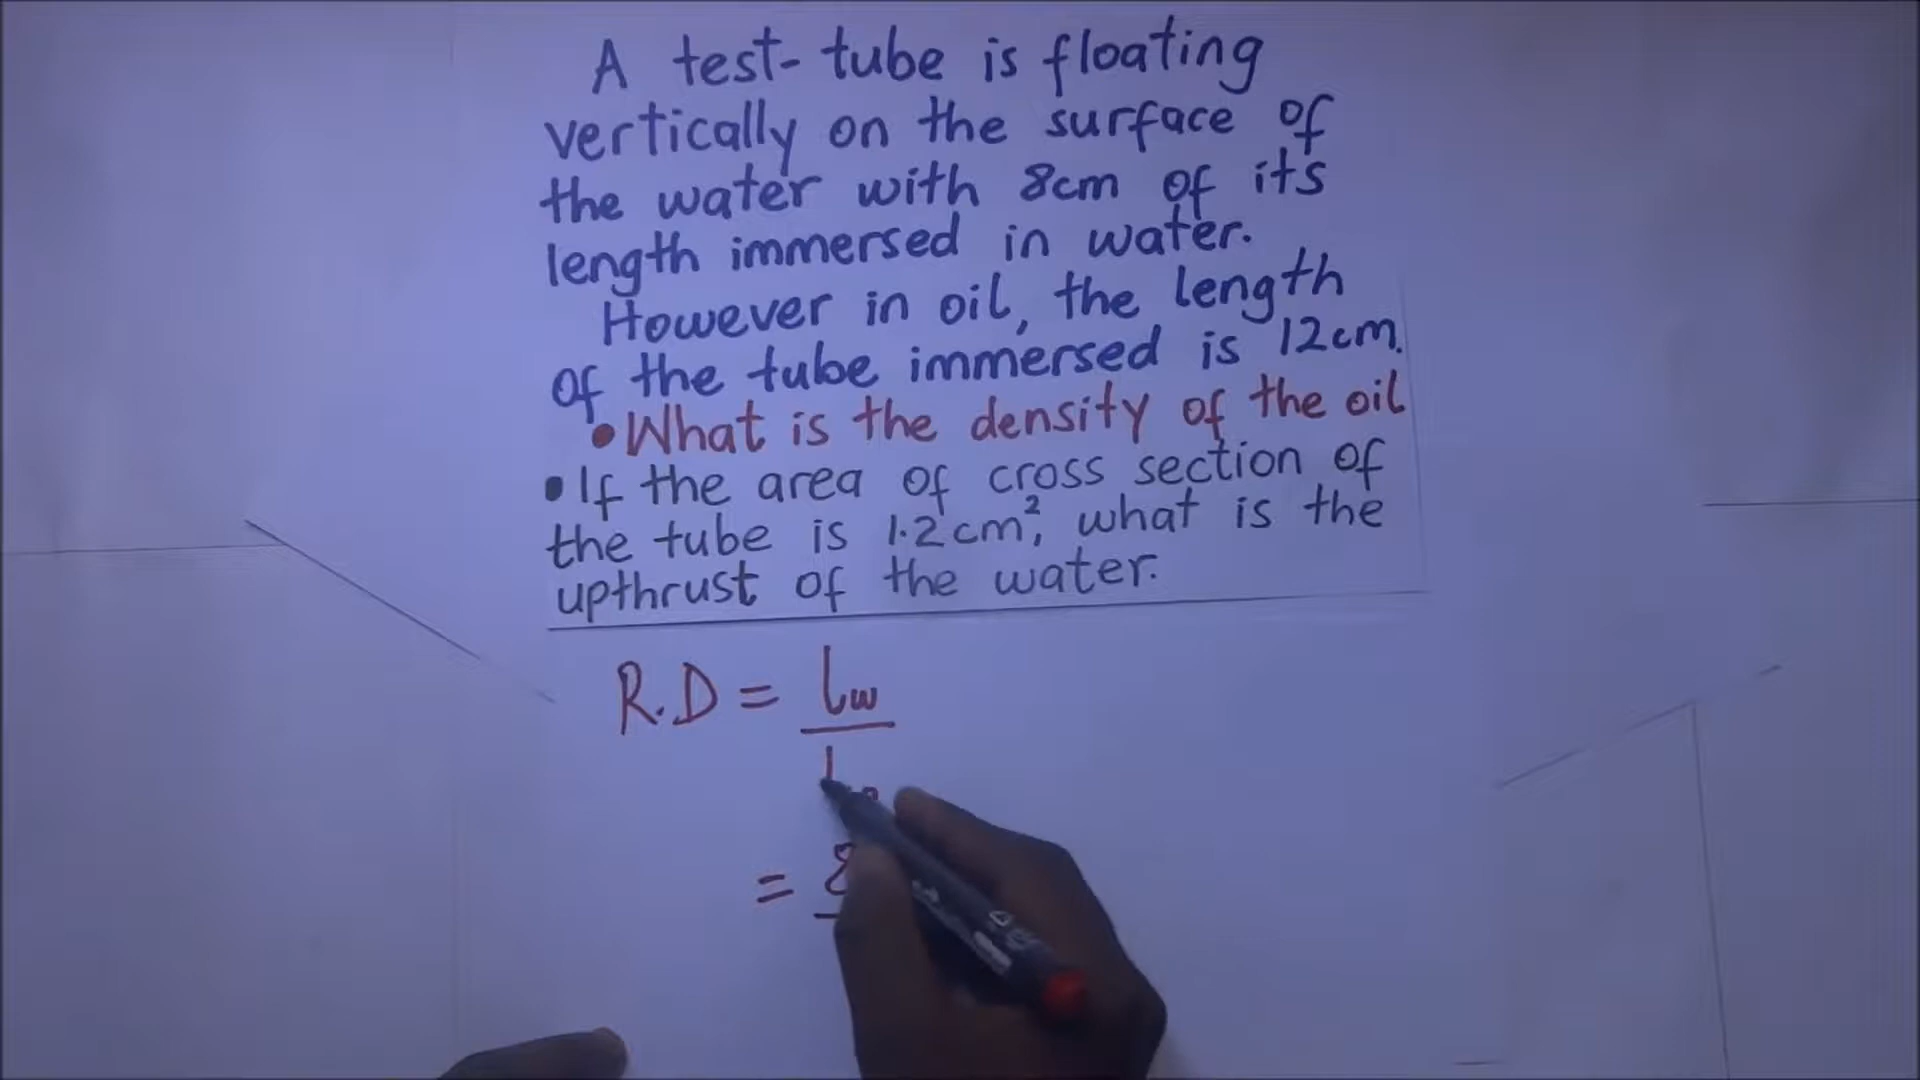 A test-tube is floating
vertically on the surface of
the water with 8cm of its
length immersed in water.
However in oil, the length
of the tube immersed is 12cm.
• What is the density of the oil
• If the area of cross section of
the tube is 1.2cm², what is the
upthrust of the water.
R.D = lw
=